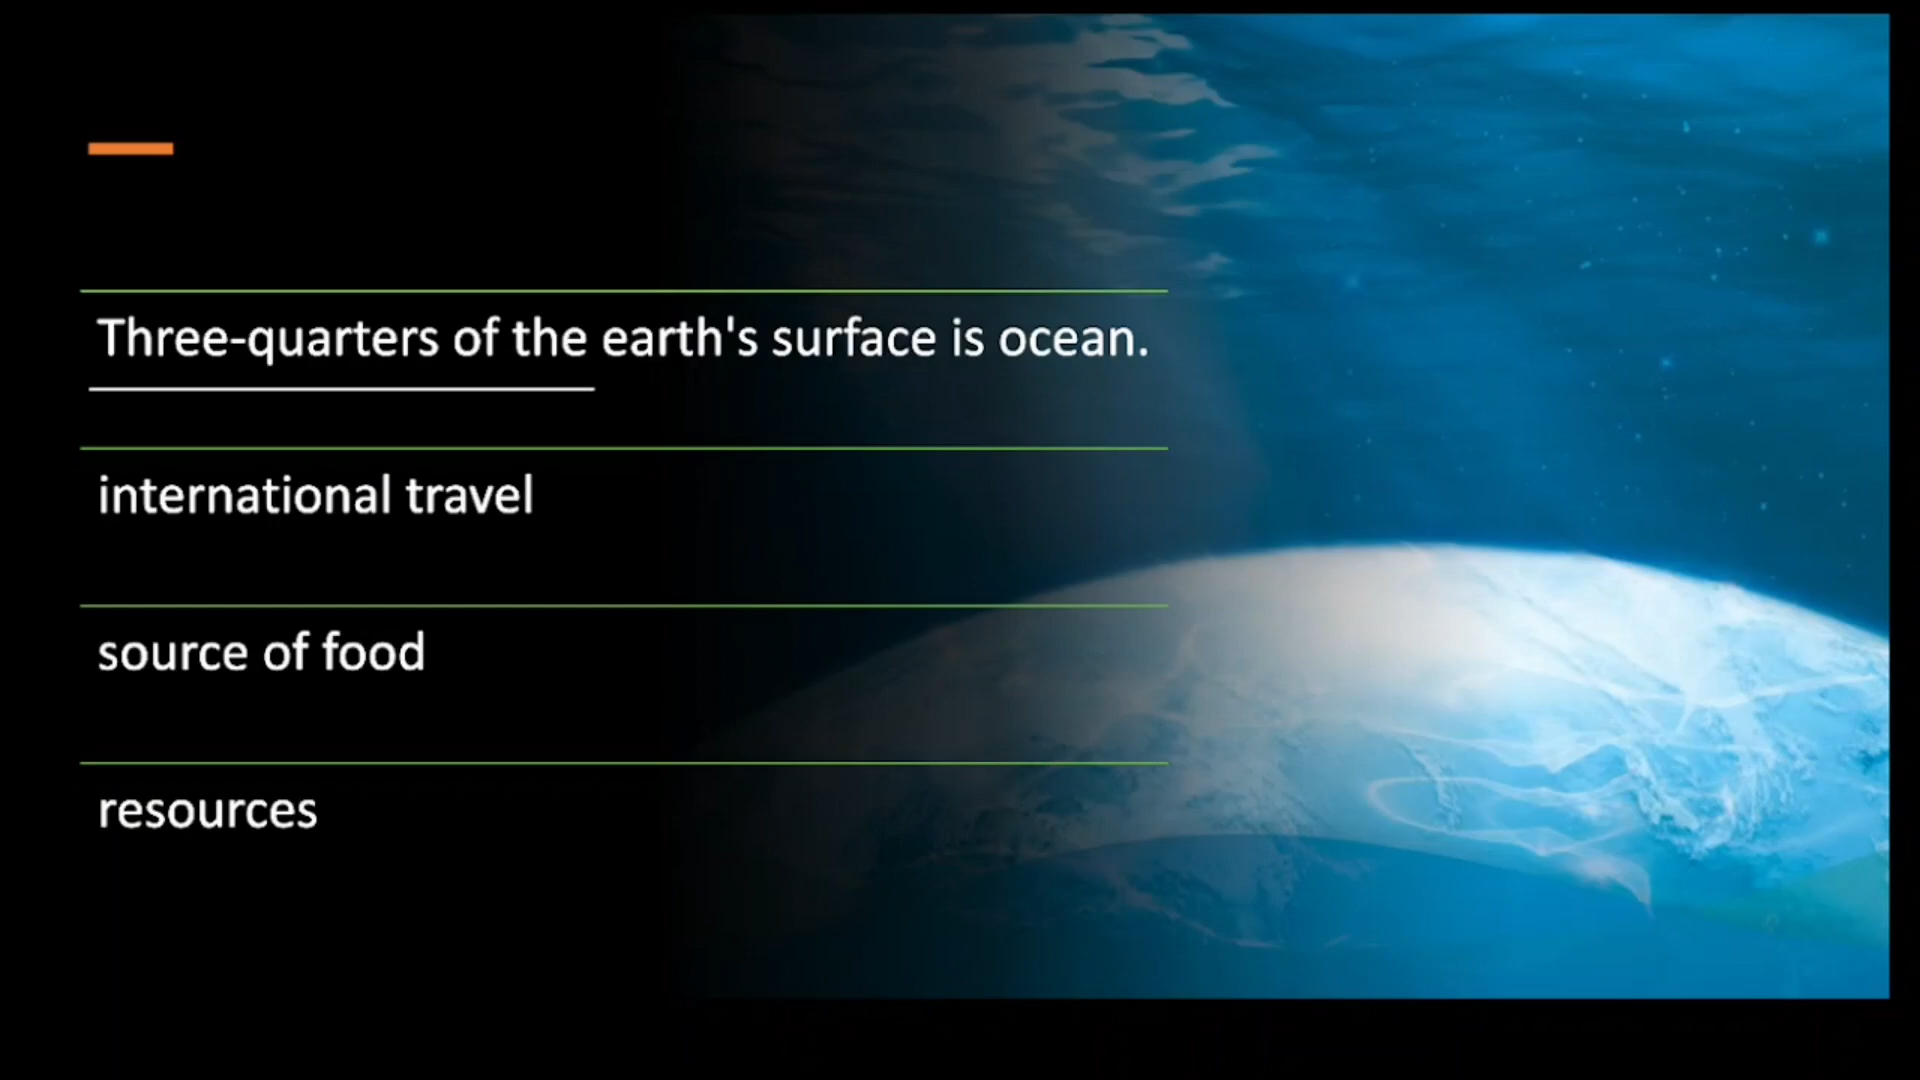 Three-quarters of the earth's surface is ocean.
international travel
source of food
resources